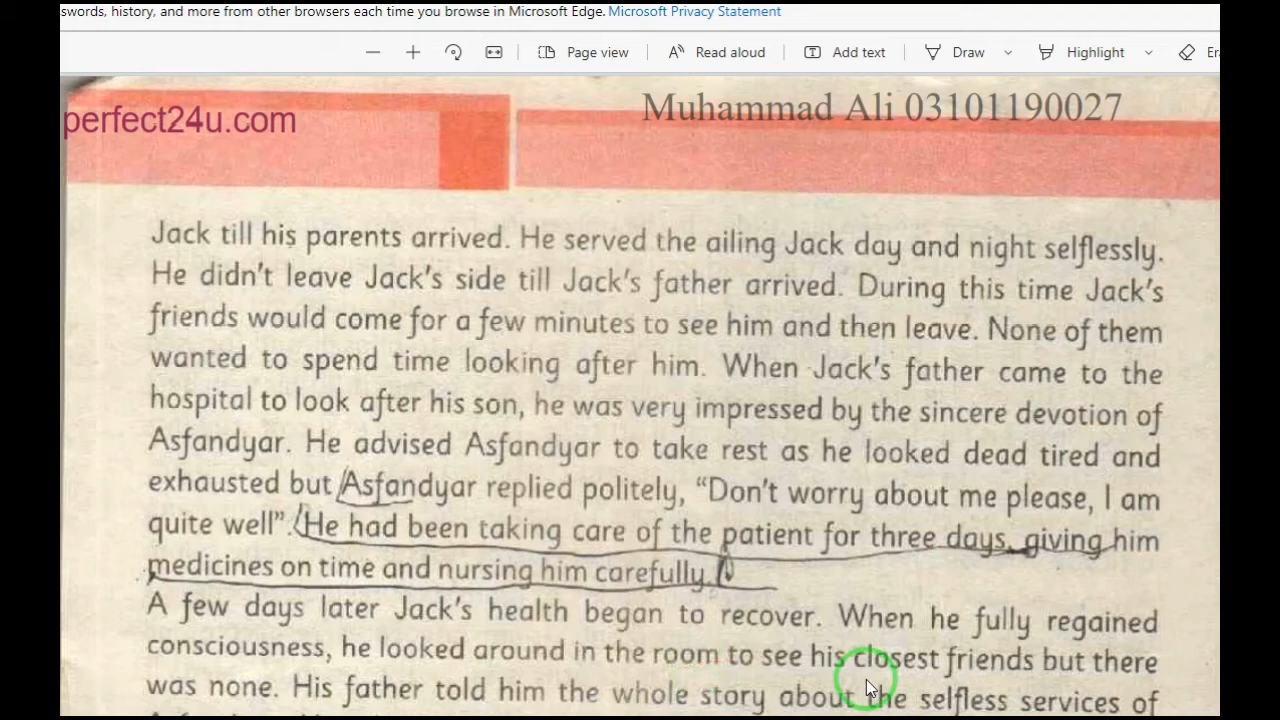 swords, history, and more from other browsers each time you browse in Microsoft Edge. Microsoft Privacy Statement
Page view Read aloud Add text Draw Highlight
perfect24u.com
Muhammad Ali 03101190027
Jack till his parents arrived. He served the ailing Jack day and night selflessly.
He didn't leave Jack's side till Jack's father arrived. During this time Jack's
friends would come for a few minutes to see him and then leave. None of them
wanted to spend time looking after him. When Jack's father came to the
hospital to look after his son, he was very impressed by the sincere devotion of
Asfandyar. He advised Asfandyar to take rest as he looked dead tired and
exhausted but Asfandyar replied politely, “Don't worry about me please, I am
quite well”. He had been taking care of the patient for three days, giving him
medicines on time and nursing him carefully.
A few days later Jack's health began to recover. When he fully regained
consciousness, he looked around in the room to see his closest friends but there
was none. His father told him the whole story about the selfless services of